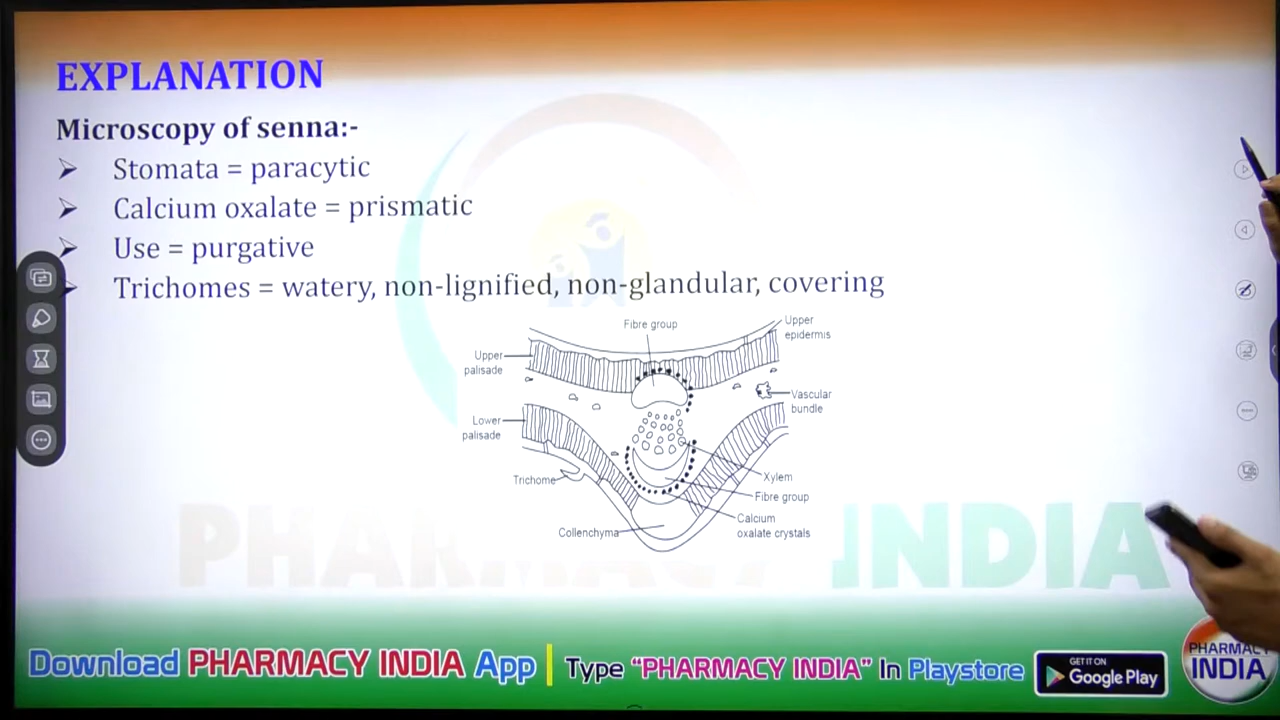 EXPLANATION
Microscopy of senna:-
➤ Stomata = paracytic
➤ Calcium oxalate = prismatic
➤ Use = purgative
➤ Trichomes = watery, non-lignified, non-glandular, covering
Fibre group
Upper
epidermis
Upper
palisade
Vascular
bundle
Lower
palisade
Trichome
Xylem
Fibre group
Calcium
oxalate crystals
Collenchyma
PHARMACY INDIA
Download PHARMACY INDIA App | Type "PHARMACY INDIA" In Playstore
GET IT ON
Google Play
PHARMACY
INDIA